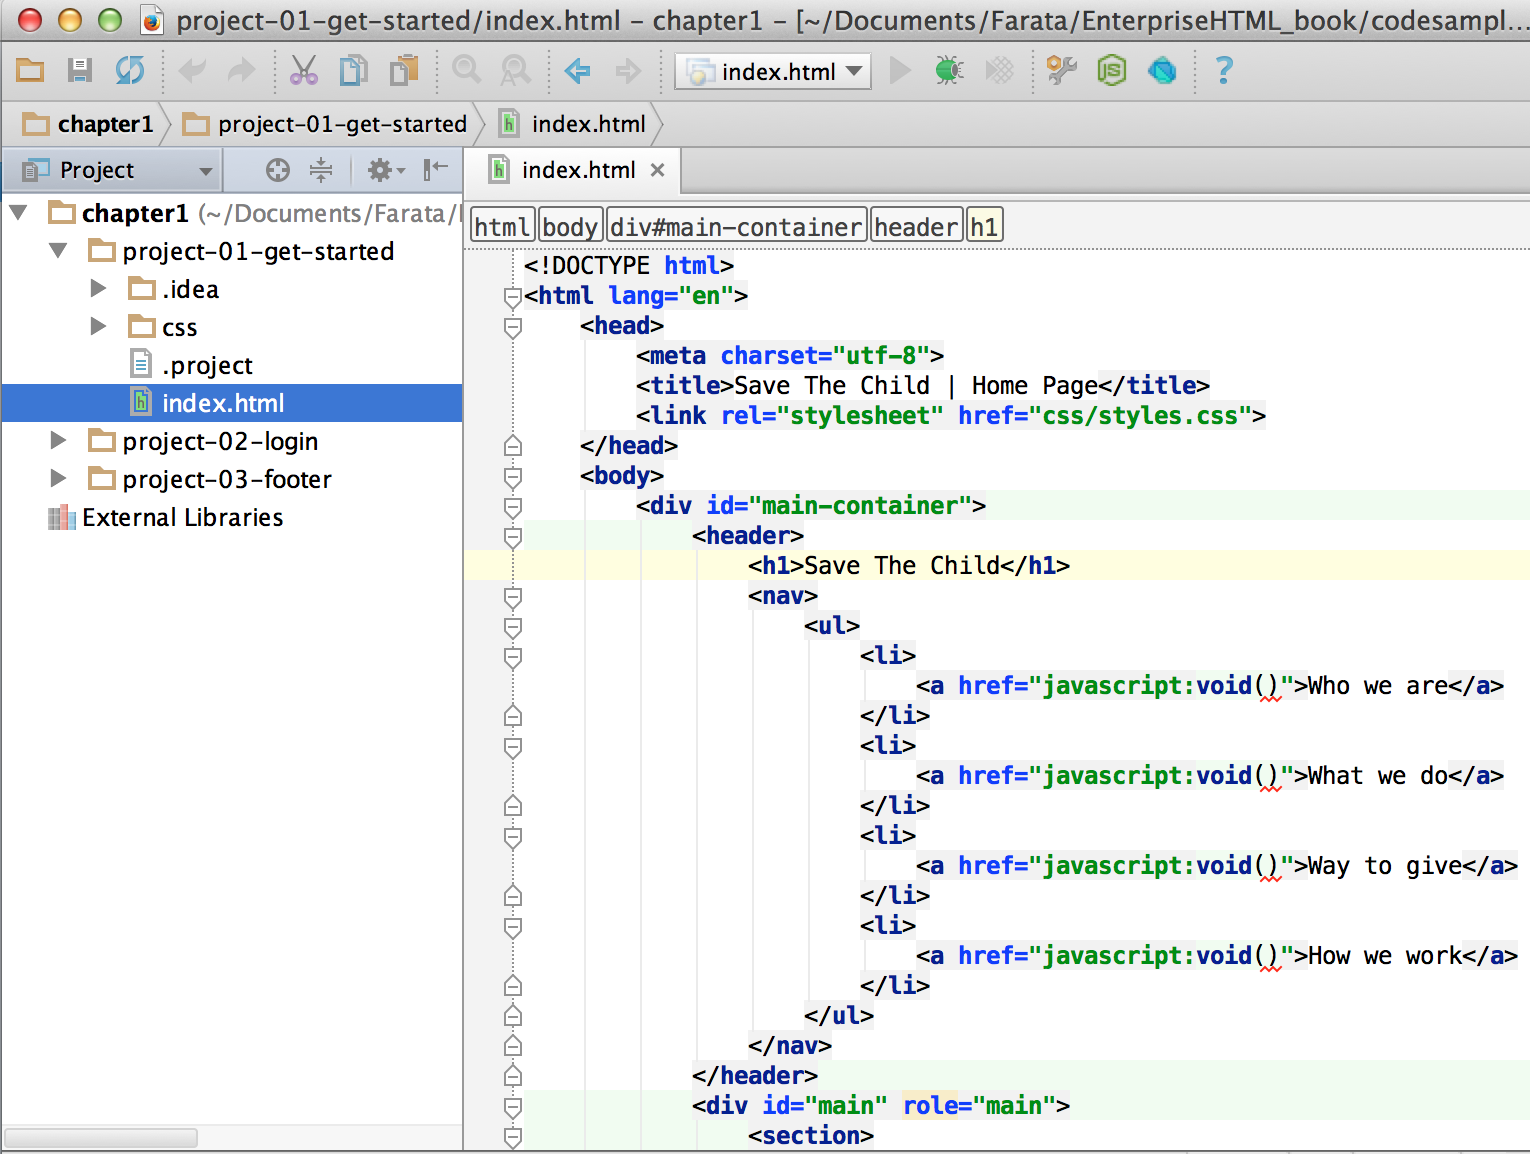 project-01-get-started/index.html - chapter1 - [~/Documents/Farata/EnterpriseHTML_book/codesampl...
index.html
JS
?
chapter1 project-01-get-started index.html
Project
index.html
chapter1 (~/Documents/Farata/
project-01-get-started
.idea
css
.project
index.html
project-02-login
project-03-footer
External Libraries
html body div#main-container header h1
<!DOCTYPE html>
<html lang="en">
<head>
<meta charset="utf-8">
<title>Save The Child | Home Page</title>
<link rel="stylesheet" href="css/styles.css">
</head>
<body>
<div id="main-container">
<header>
<h1>Save The Child</h1>
<nav>
<ul>
<li>
<a href="javascript:void()">Who we are</a>
</li>
<li>
<a href="javascript:void()">What we do</a>
</li>
<li>
<a href="javascript:void()">Way to give</a>
</li>
<li>
<a href="javascript:void()">How we work</a>
</li>
</ul>
</nav>
</header>
<div id="main" role="main">
<section>